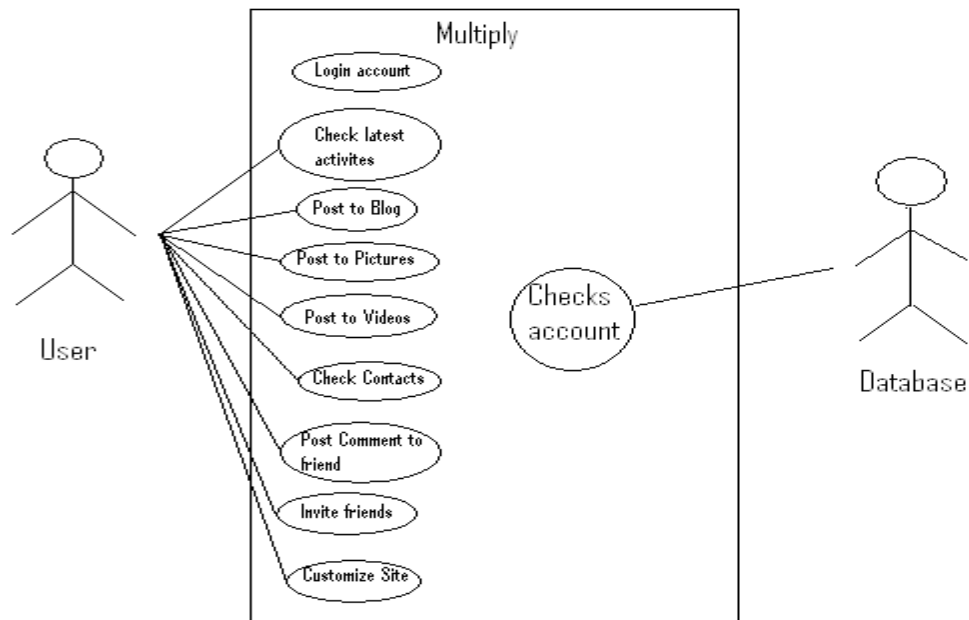 Multiply
Login account
Check latest
activites
Post to Blog
Post to Pictures
Post to Videos
Check Contacts
Post Comment to
friend
Invite friends
Customize Site
Checks
account
User
Database